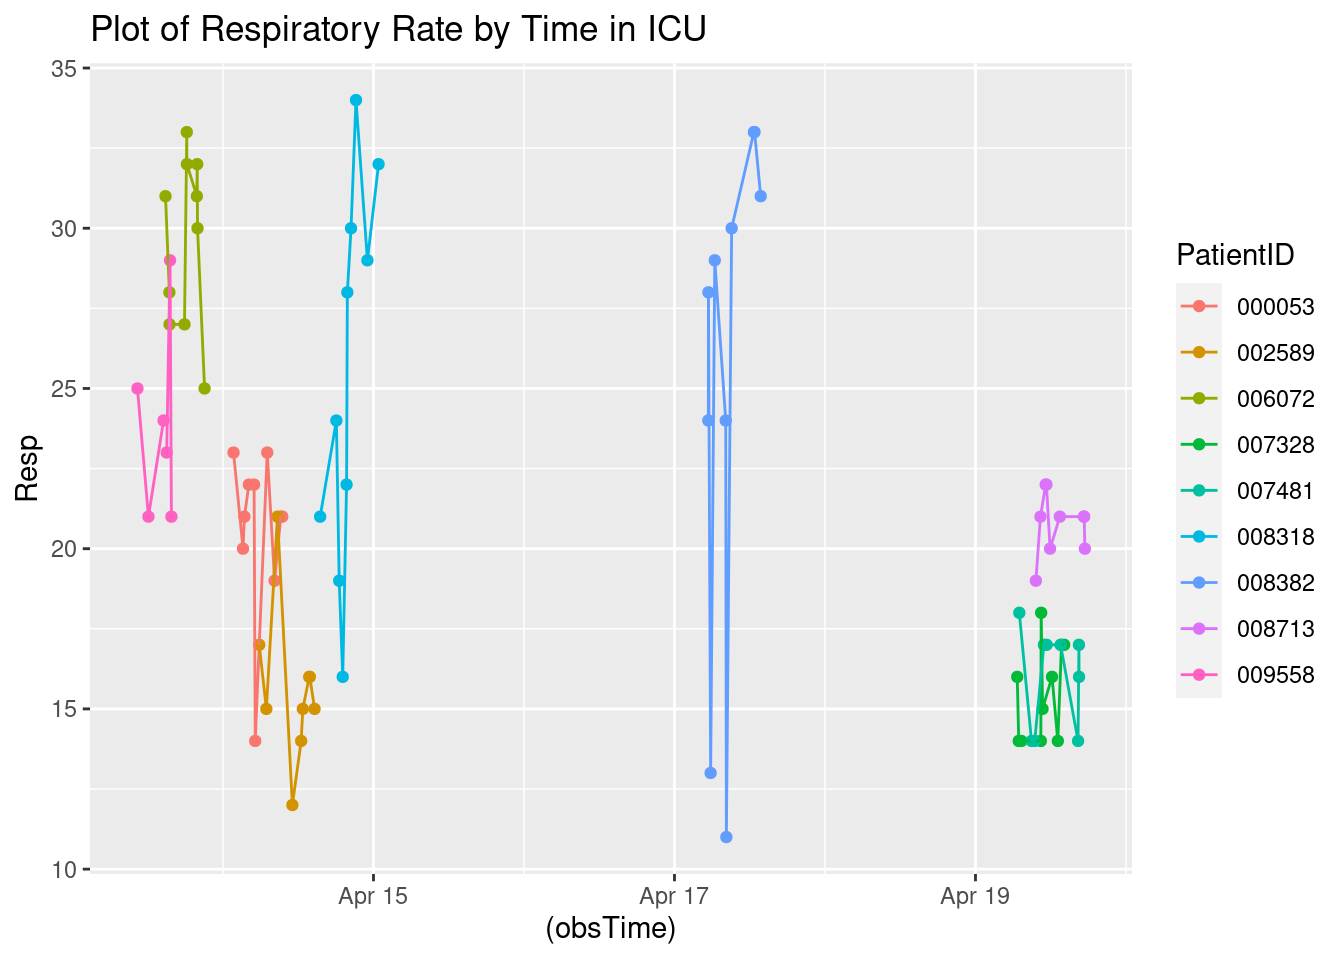 Plot of Respiratory Rate by Time in ICU
35
30
25
20
15
10
Resp
Apr 15
Apr 17
Apr 19
(obsTime)
PatientID
000053
002589
006072
007328
007481
008318
008382
008713
009558